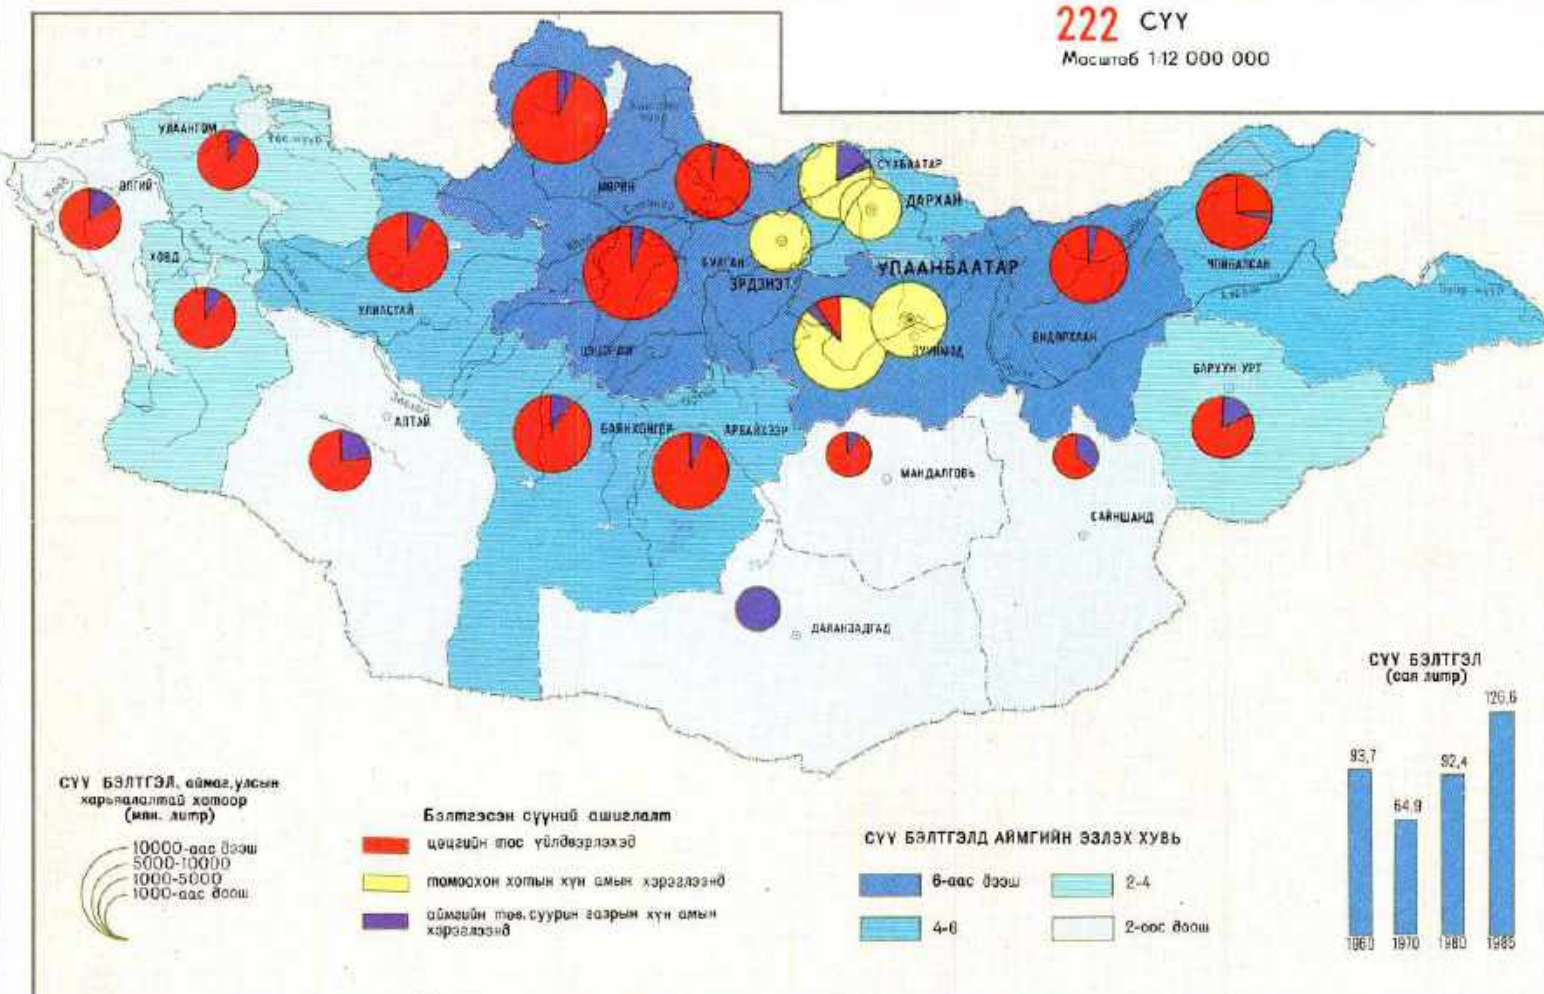 222 СҮҮ
Масштаб 1:12 000 000
УЛААНГОМ
ӨЛГИЙ
ХОВД
УЛИАСТАЙ
АЛТАЙ
МӨРӨН
БУЛГАН
ЭРДЭНЭТ
СҮХБААТАР
ДАРХАН
УЛААНБААТАР
ЗУУНМОД
ӨНДӨРХААН
ЧОЙБАЛСАН
БАРУУН УРТ
БАЯНХОНГОР
АРВАЙХЭЭР
МАНДАЛГОВЬ
САЙНШАНД
ДАЛАНЗАДГАД
СҮҮ БЭЛТГЭЛ, аймаг, улсын
харьяалалтай хотоор
(млн. литр)
10000-аас дээш
5000-10000
1000-5000
1000-аас доош
Бэлтгэсэн сүүний ашиглалт
цөцгийн тос үйлдвэрлэхэд
томоохон хотын хүн амын хэрэглээнд
аймгийн төв, суурин газрын хүн амын
хэрэглээнд
СҮҮ БЭЛТГЭЛД АЙМГИЙН ЭЗЛЭХ ХУВЬ
6-аас дээш
2-4
4-6
2-оос доош
СҮҮ БЭЛТГЭЛ
(сая литр)
93,7
64,9
92,4
126,6
1960 1970 1980 1985